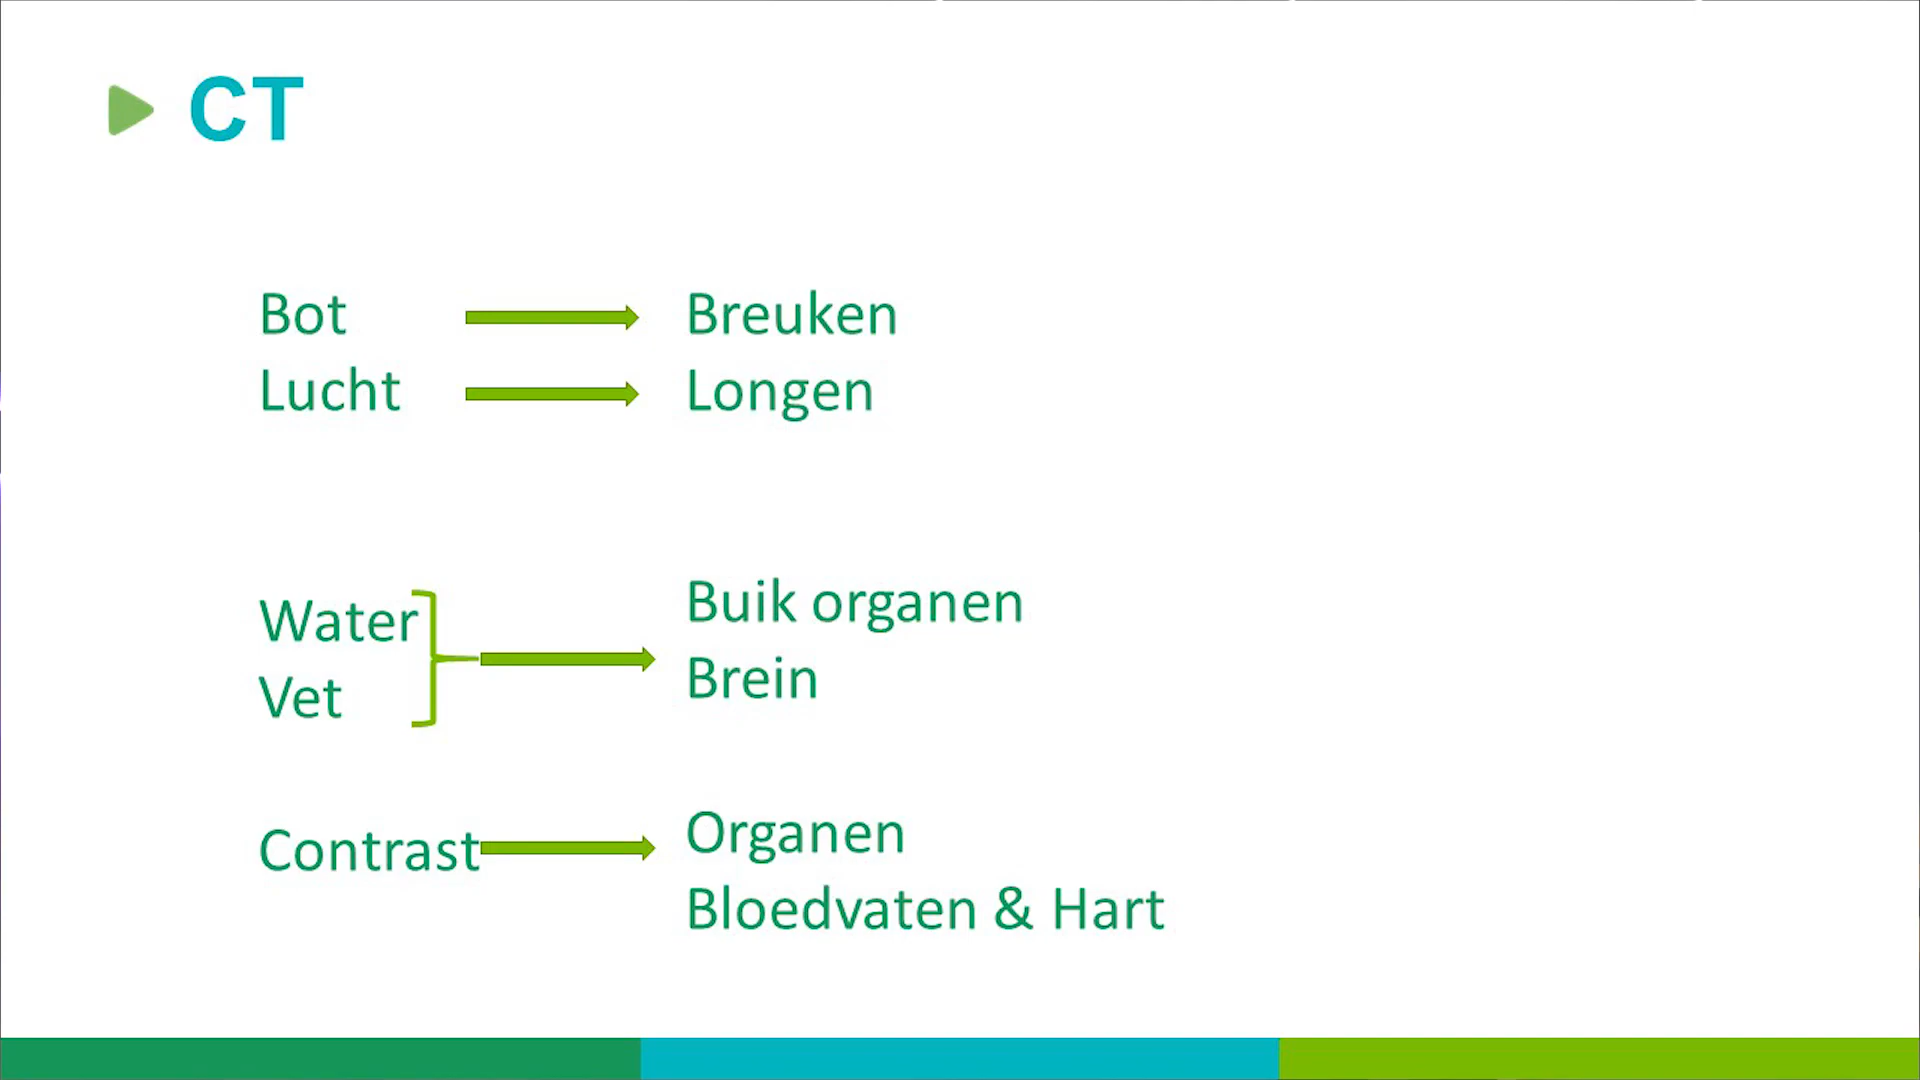 CT
Bot Breuken
Lucht Longen
Water Buik organen
Vet Brein
Contrast Organen
Bloedvaten & Hart